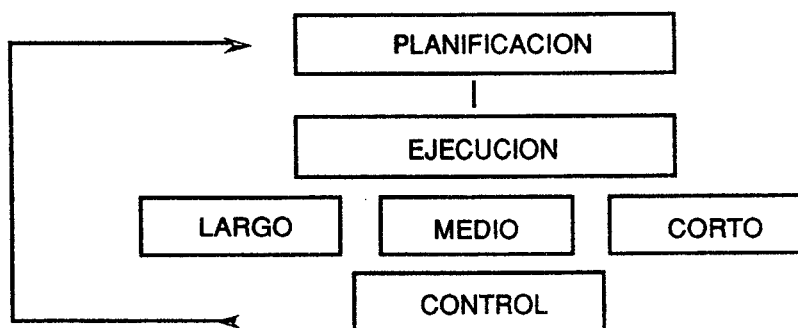 PLANIFICACION
EJECUCION
LARGO MEDIO CORTO
CONTROL